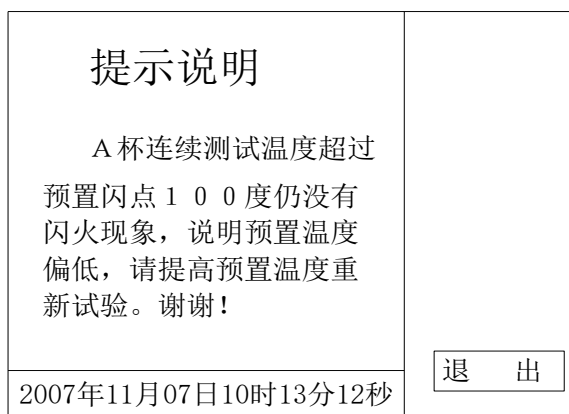 提示说明
A杯连续测试温度超过
预置闪点100度仍没有
闪火现象，说明预置温度
偏低，请提高预置温度重
新试验。谢谢！
退 出
2007年11月07日10时13分12秒